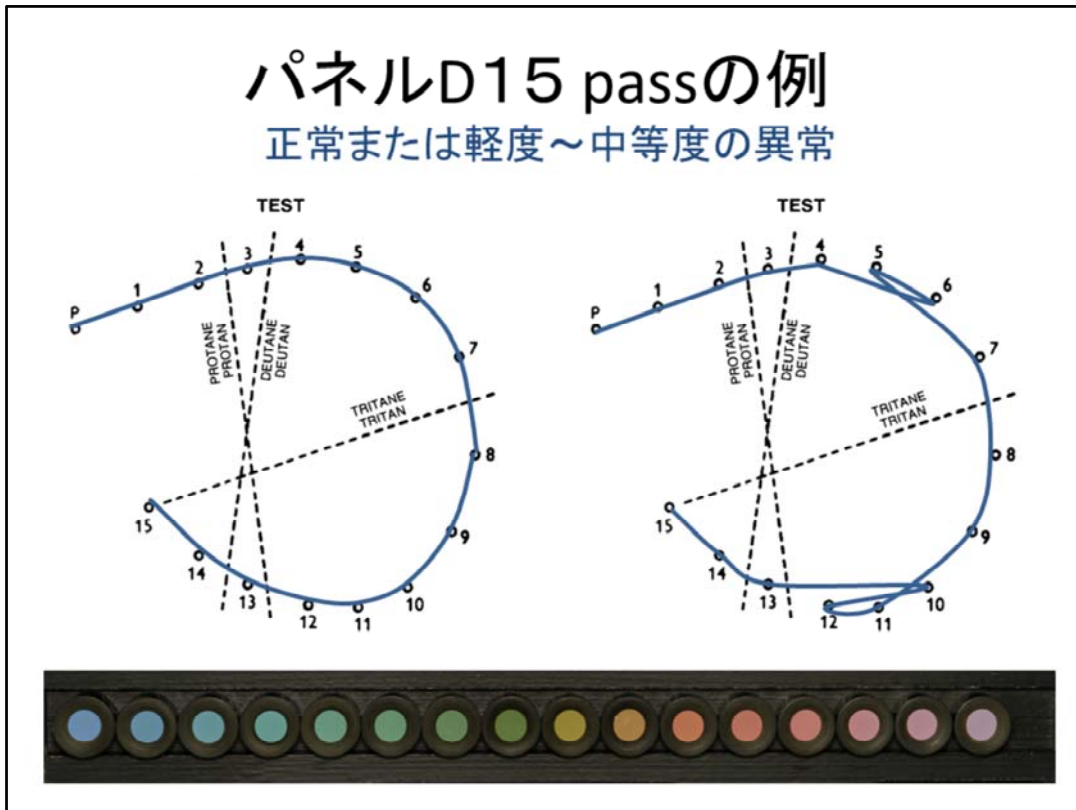 パネルD１５ passの例
正常または軽度～中等度の異常
TEST
P
1
2
3
4
5
6
7
8
9
10
11
12
13
14
15
PROTANE
PROTAN
DEUTANE
DEUTAN
TRITANE
TRITAN
TEST
P
1
2
3
4
5
6
7
8
9
10
11
12
13
14
15
PROTANE
PROTAN
DEUTANE
DEUTAN
TRITANE
TRITAN